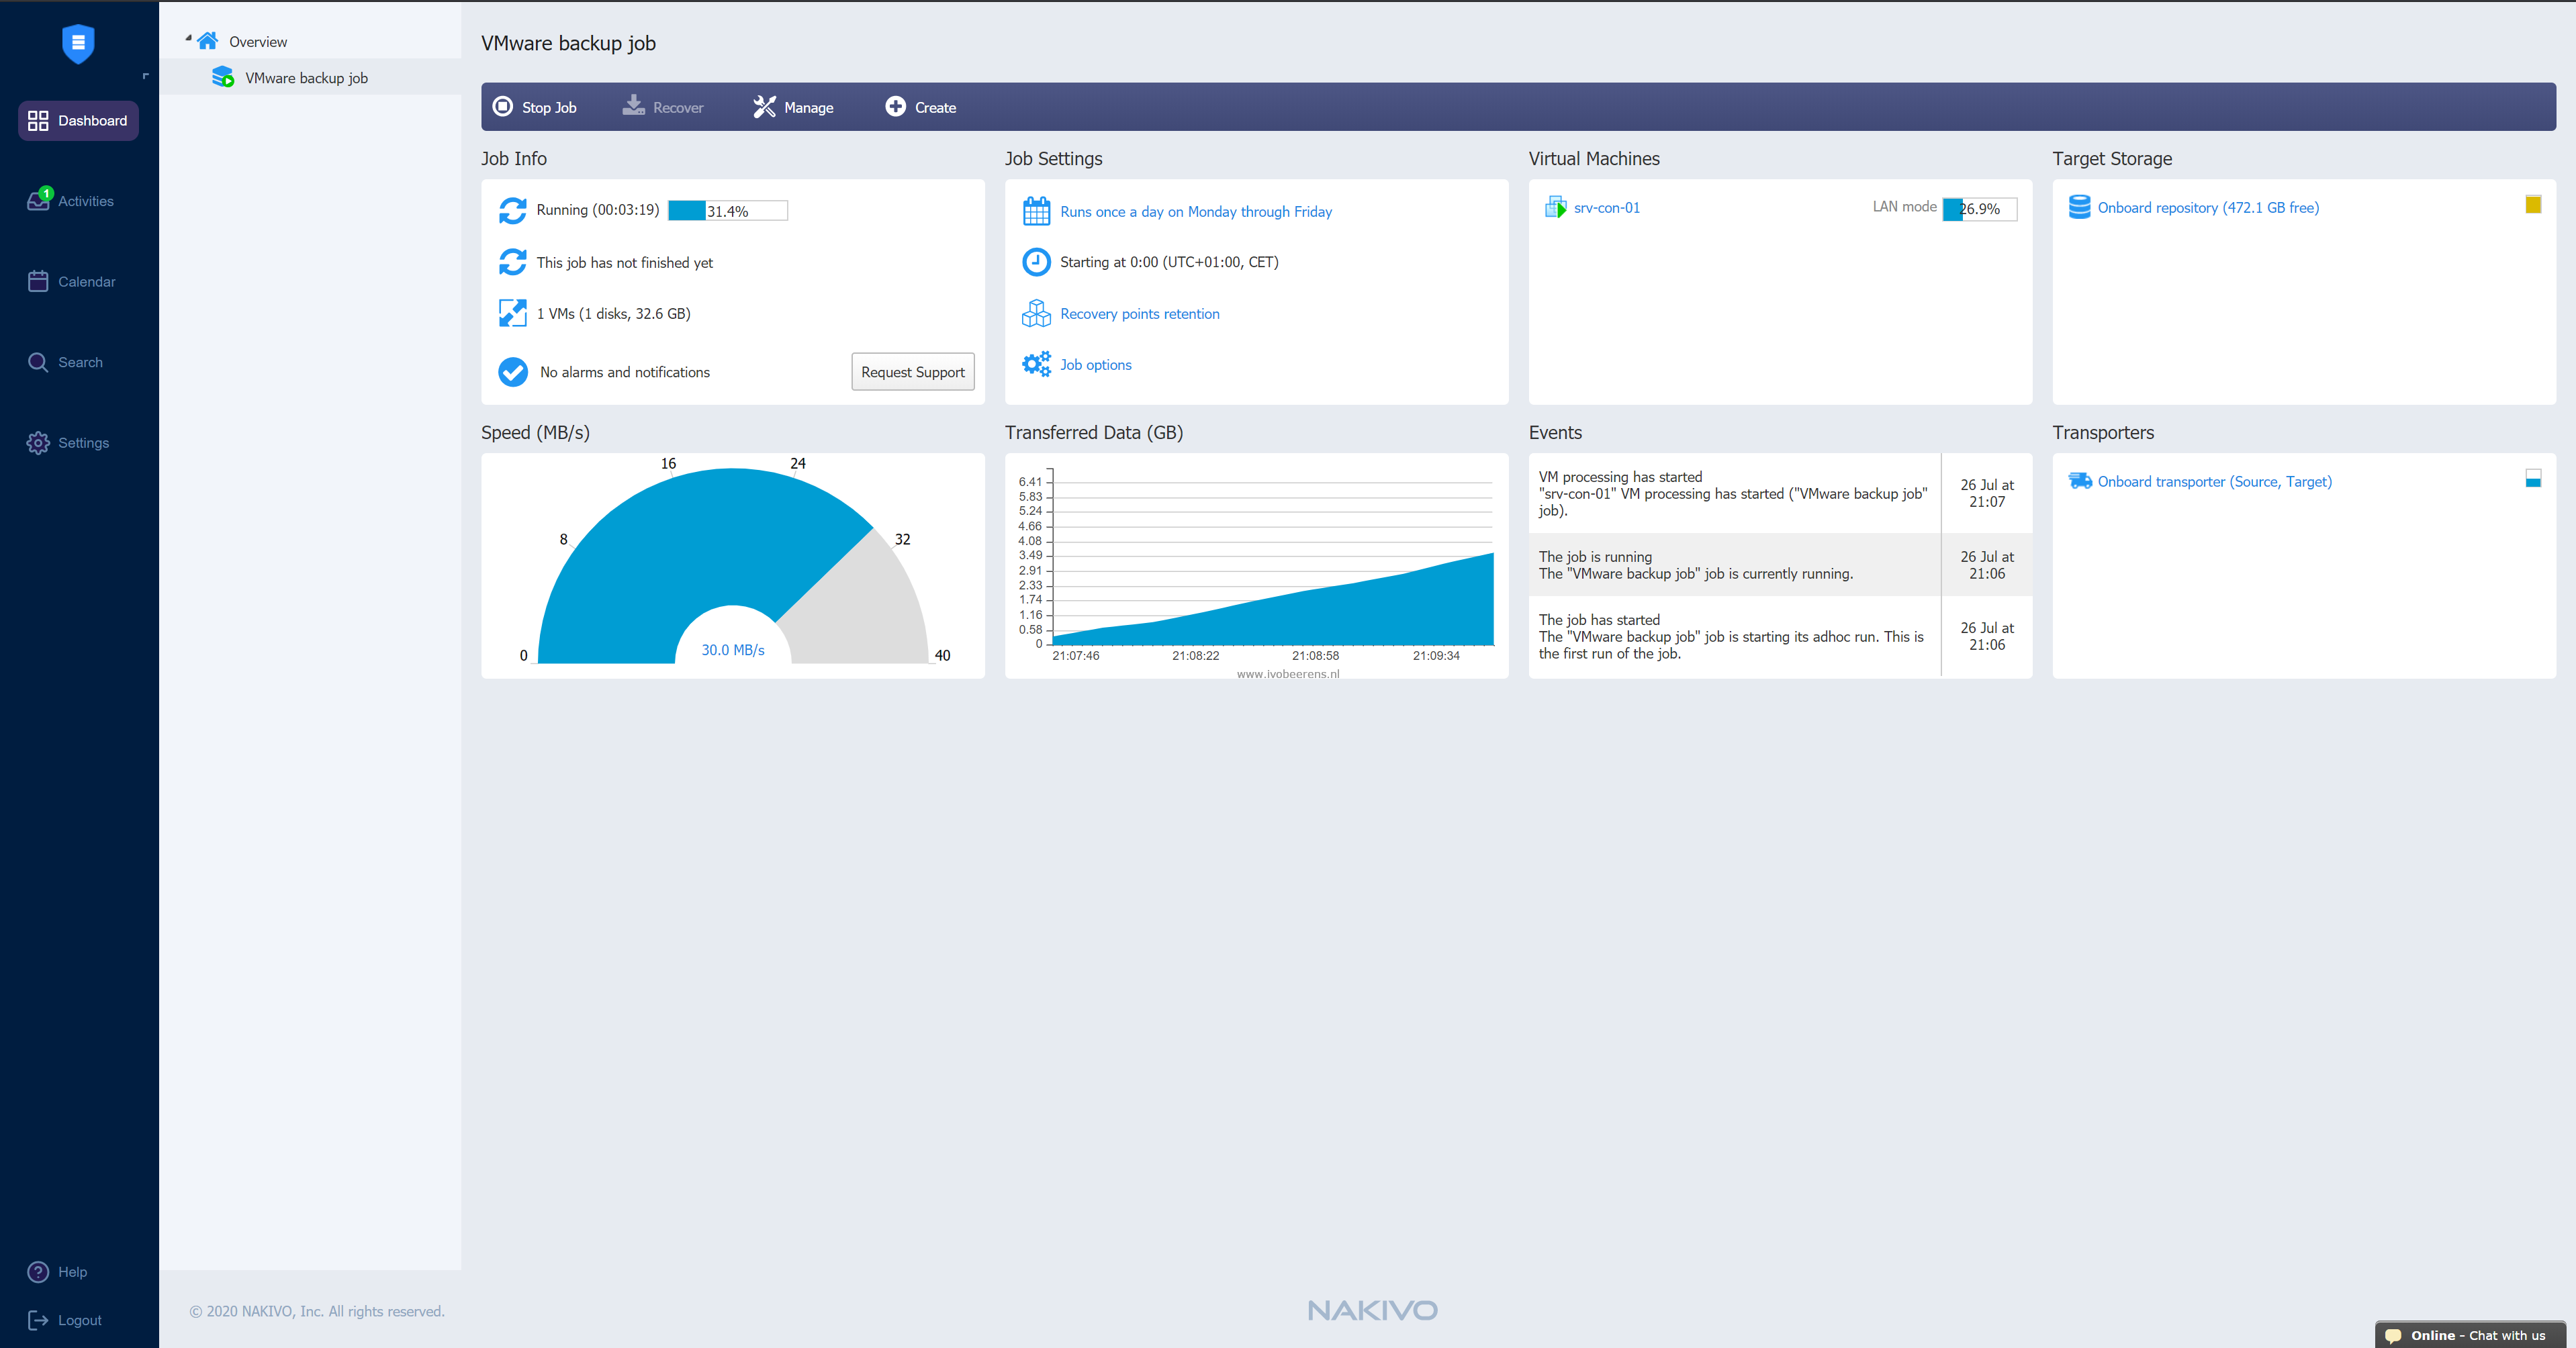 Overview
VMware backup job
Dashboard
1
Activities
Calendar
Search
Settings
Help
Logout
VMware backup job
Stop Job
Recover
Manage
Create
Job Info
Running (00:03:19)
31.4%
This job has not finished yet
1 VMs (1 disks, 32.6 GB)
No alarms and notifications
Request Support
Job Settings
Runs once a day on Monday through Friday
Starting at 0:00 (UTC+01:00, CET)
Recovery points retention
Job options
Virtual Machines
srv-con-01
LAN mode
26.9%
Target Storage
Onboard repository (472.1 GB free)
Speed (MB/s)
0
8
16
24
32
40
30.0 MB/s
Transferred Data (GB)
6.41
5.83
5.24
4.66
4.08
3.49
2.91
2.33
1.74
1.16
0.58
0
21:07:46
21:08:22
21:08:58
21:09:34
www.ivobeerens.nl
Events
VM processing has started
"srv-con-01" VM processing has started ("VMware backup job"
job).
26 Jul at
21:07
The job is running
The "VMware backup job" job is currently running.
26 Jul at
21:06
The job has started
The "VMware backup job" job is starting its adhoc run. This is
the first run of the job.
26 Jul at
21:06
Transporters
Onboard transporter (Source, Target)
© 2020 NAKIVO, Inc. All rights reserved.
NAKIVO
Online - Chat with us